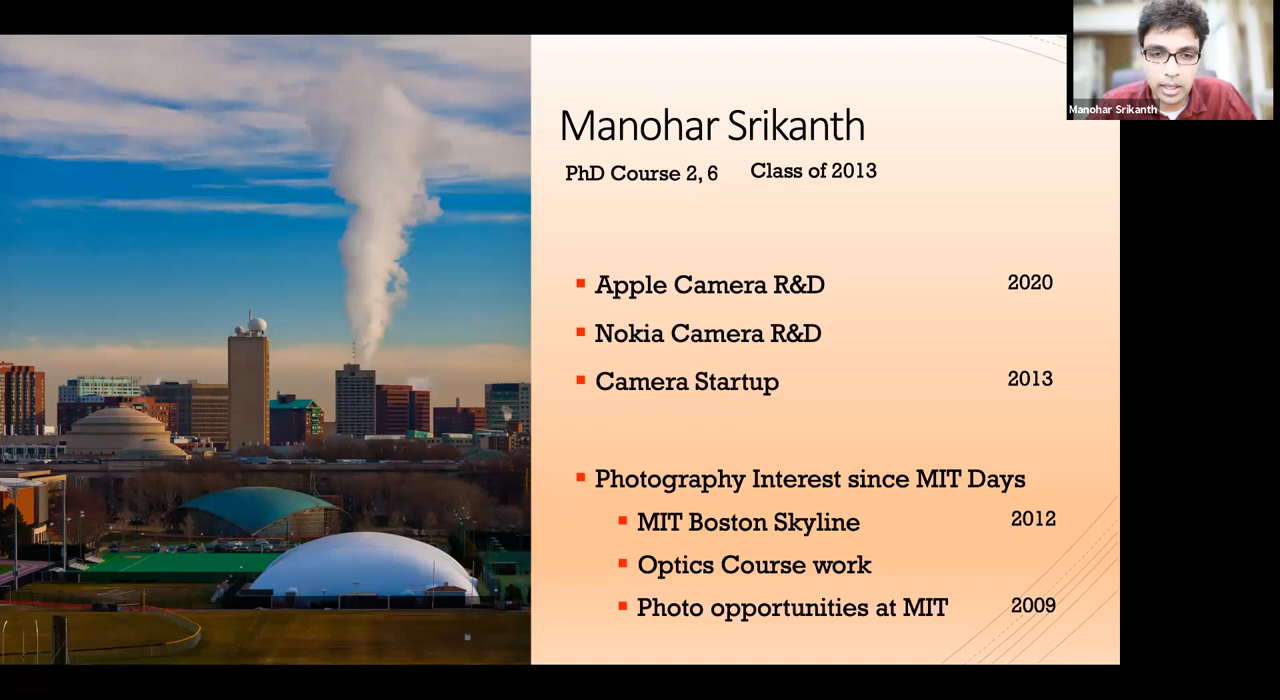 Manohar Srikanth
Manohar Srikanth
PhD Course 2, 6 Class of 2013
▪ Apple Camera R&D 2020
▪ Nokia Camera R&D
▪ Camera Startup 2013
▪ Photography Interest since MIT Days
▪ MIT Boston Skyline 2012
▪ Optics Course work
▪ Photo opportunities at MIT 2009